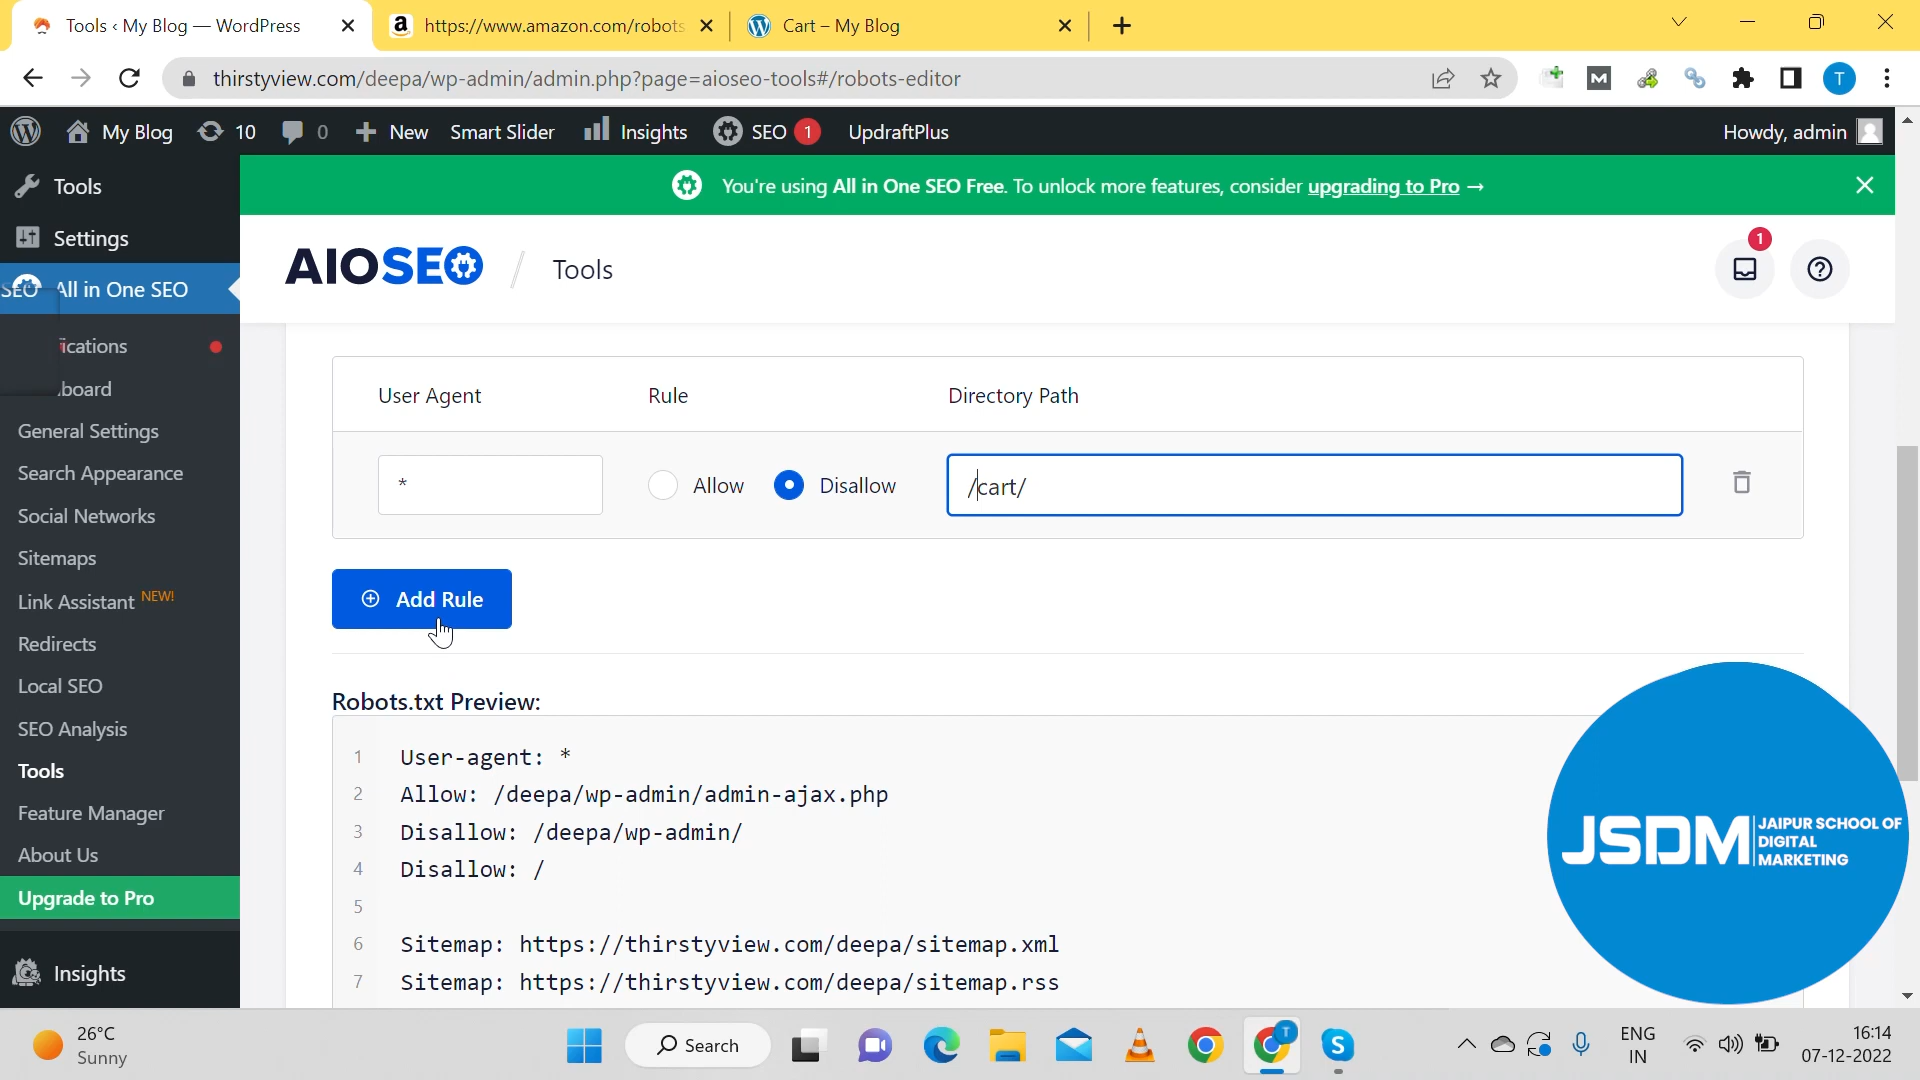 Tools ‹ My Blog — WordPress
https://www.amazon.com/robots
Cart – My Blog
thirstyview.com/deepa/wp-admin/admin.php?page=aioseo-tools#/robots-editor
M
T
My Blog
10
0
New
Smart Slider
Insights
SEO
1
UpdraftPlus
Howdy, admin
Tools
You're using All in One SEO Free. To unlock more features, consider upgrading to Pro →
Settings
AIOSEO
/ Tools
1
SEO
All in One SEO
ications
board
General Settings
Search Appearance
Social Networks
Sitemaps
Link Assistant NEW!
Redirects
Local SEO
SEO Analysis
Tools
Feature Manager
About Us
Upgrade to Pro
Insights
User Agent
Rule
Directory Path
*
Allow
Disallow
/cart/
Add Rule
Robots.txt Preview:
1 User-agent: *
2 Allow: /deepa/wp-admin/admin-ajax.php
3 Disallow: /deepa/wp-admin/
4 Disallow: /
5
6 Sitemap: https://thirstyview.com/deepa/sitemap.xml
7 Sitemap: https://thirstyview.com/deepa/sitemap.rss
JSDM
JAIPUR SCHOOL OF
DIGITAL
MARKETING
26°C
Sunny
Search
T
ENG
IN
16:14
07-12-2022